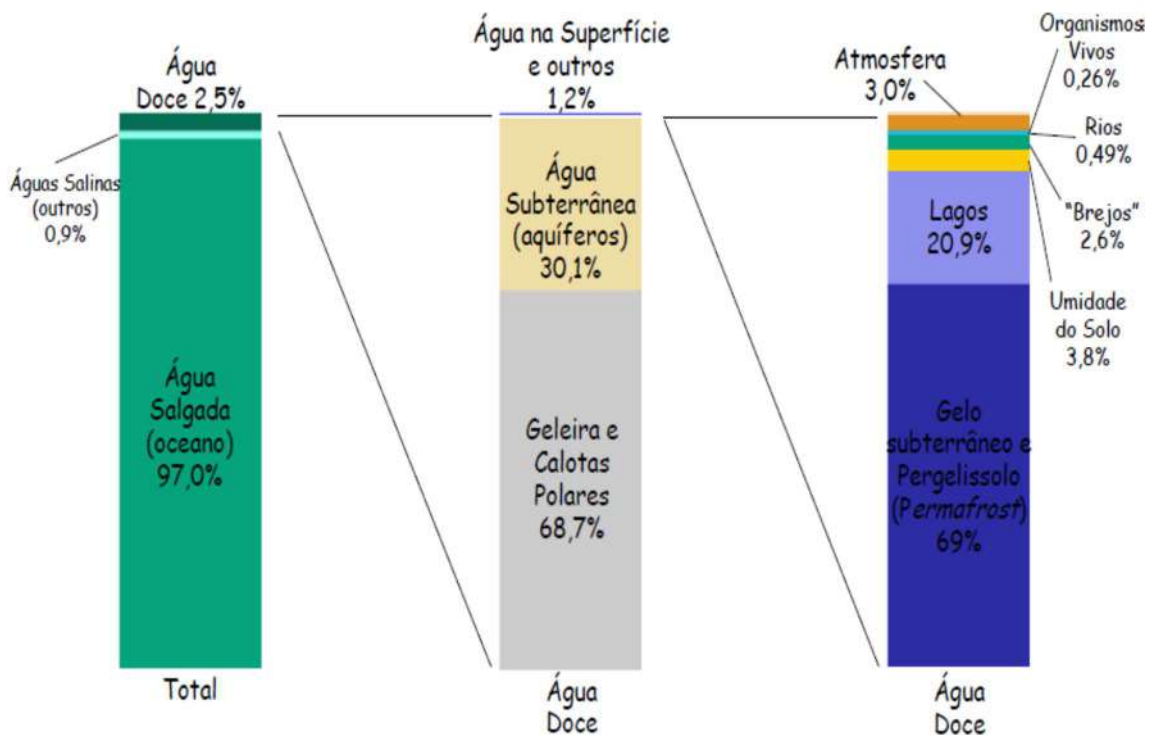 Água
Doce 2,5%
Águas Salinas
(outros)
0,9%
Água
Salgada
(oceano)
97,0%
Total
Água na Superfície
e outros
1,2%
Água
Subterrânea
(aquíferos)
30,1%
Geleira e
Calotas
Polares
68,7%
Água
Doce
Atmosfera
3,0%
Organismos
Vivos
0,26%
Rios
0,49%
"Brejos"
2,6%
Umidade
do Solo
3,8%
Lagos
20,9%
Gelo
subterrâneo e
Pergelissolo
(Permafrost)
69%
Água
Doce